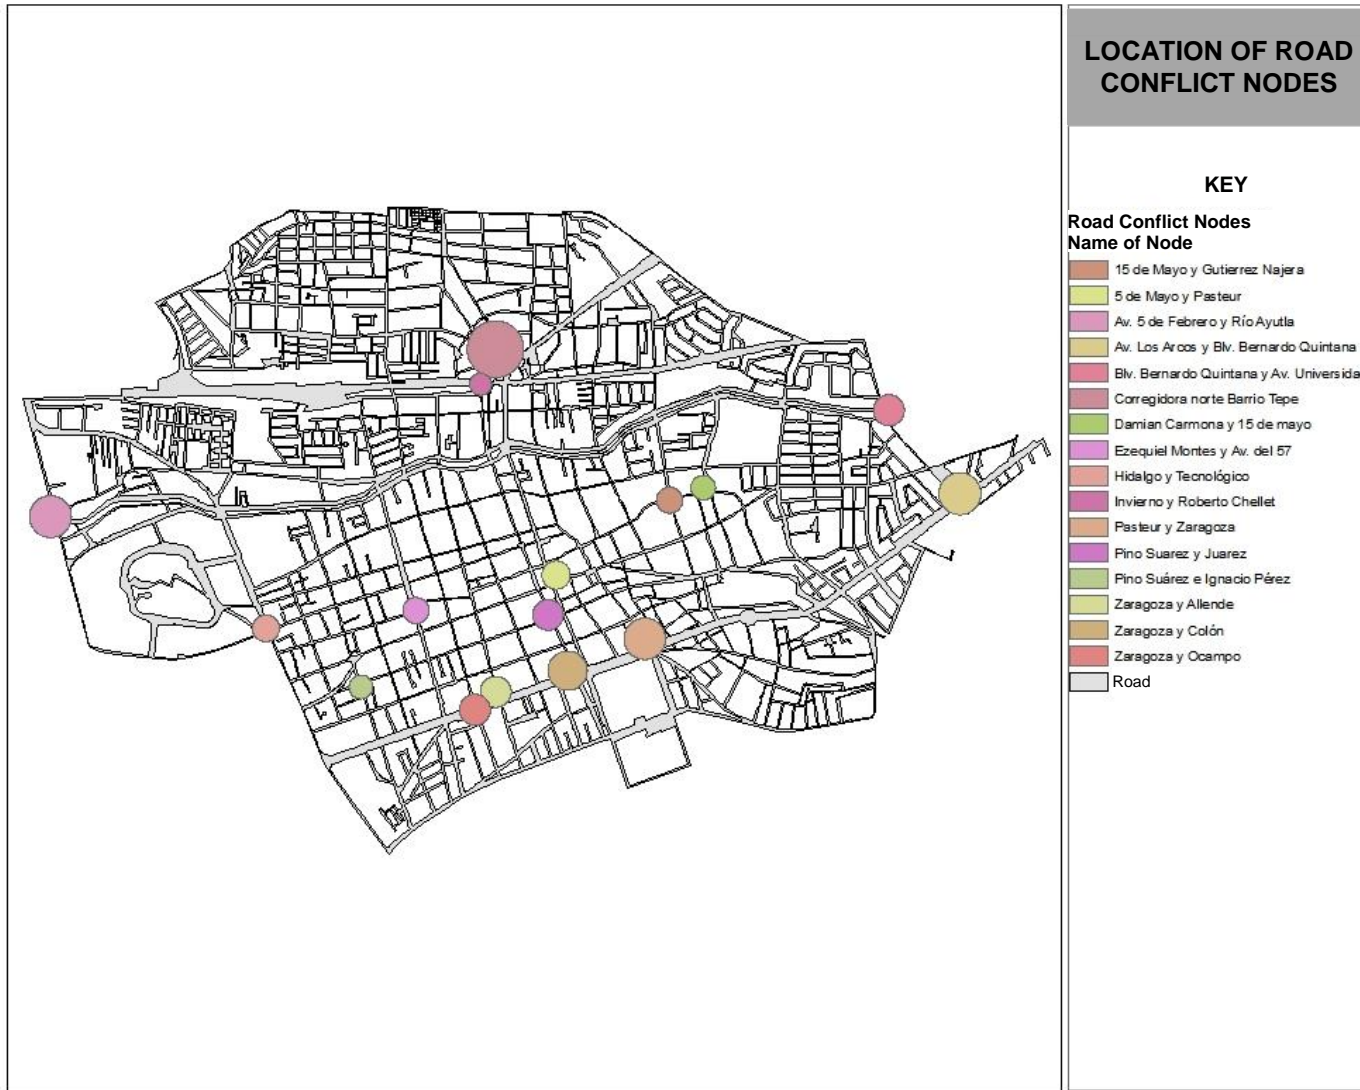 LOCATION OF ROAD
CONFLICT NODES
KEY
Road Conflict Nodes
Name of Node
15 de Mayo y Gutierrez Najera
5 de Mayo y Pasteur
Av. 5 de Febrero y Río Ayutla
Av. Los Arcos y Blv. Bernardo Quintana
Blv. Bernardo Quintana y Av. Universida
Corregidora norte Barrio Tepe
Damian Carmona y 15 de mayo
Ezequiel Montes y Av. del 57
Hidalgo y Tecnológico
Invierno y Roberto Chellet
Pasteur y Zaragoza
Pino Suarez y Juarez
Pino Suárez e Ignacio Pérez
Zaragoza y Allende
Zaragoza y Colón
Zaragoza y Ocampo
Road